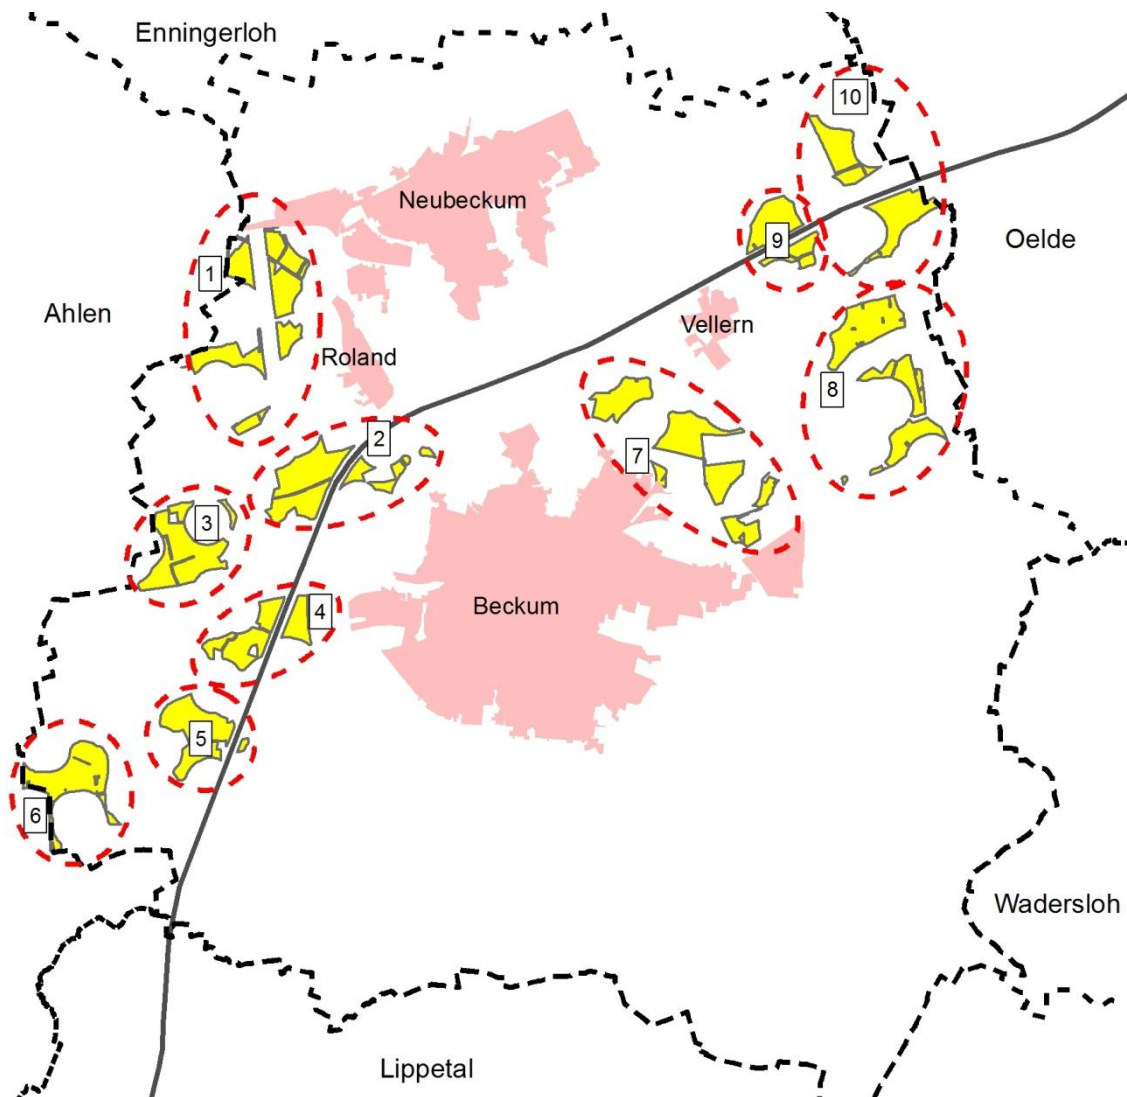 Enningerloh
10
Neubeckum
9
Oelde
1
Ahlen
Vellern
Roland
8
2
7
3
Beckum
4
5
6
Wadersloh
Lippetal